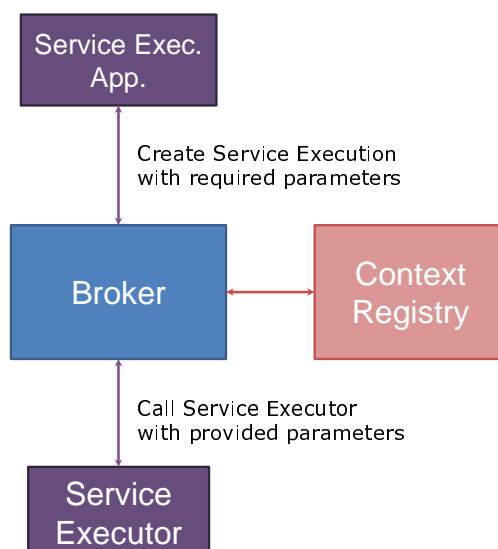 Service Exec.
App.
Create Service Execution
with required parameters
Broker
Context
Registry
Call Service Executor
with provided parameters
Service
Executor